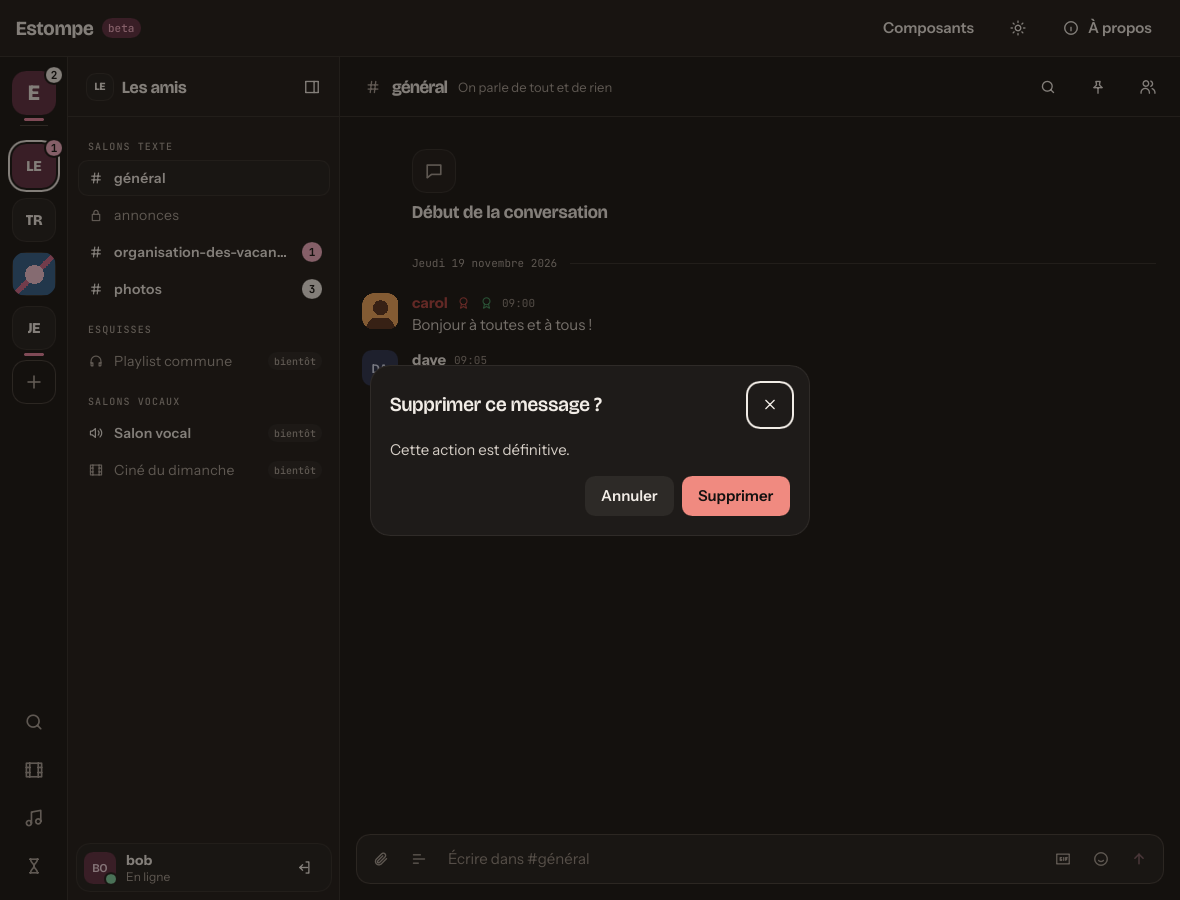 Estompe beta
Composants
À propos
E
2
LE
1
TR
JE
LE Les amis
SALONS TEXTE
# général
annonces
# organisation-des-vacan... 1
# photos 3
ESQUISSES
Playlist commune bientôt
SALONS VOCAUX
Salon vocal bientôt
Ciné du dimanche bientôt
BO
bob
En ligne
# général On parle de tout et de rien
Début de la conversation
Jeudi 19 novembre 2026
carol 09:00
Bonjour à toutes et à tous !
dave 09:05
Supprimer ce message ?
Cette action est définitive.
Annuler
Supprimer
Écrire dans #général
GIF